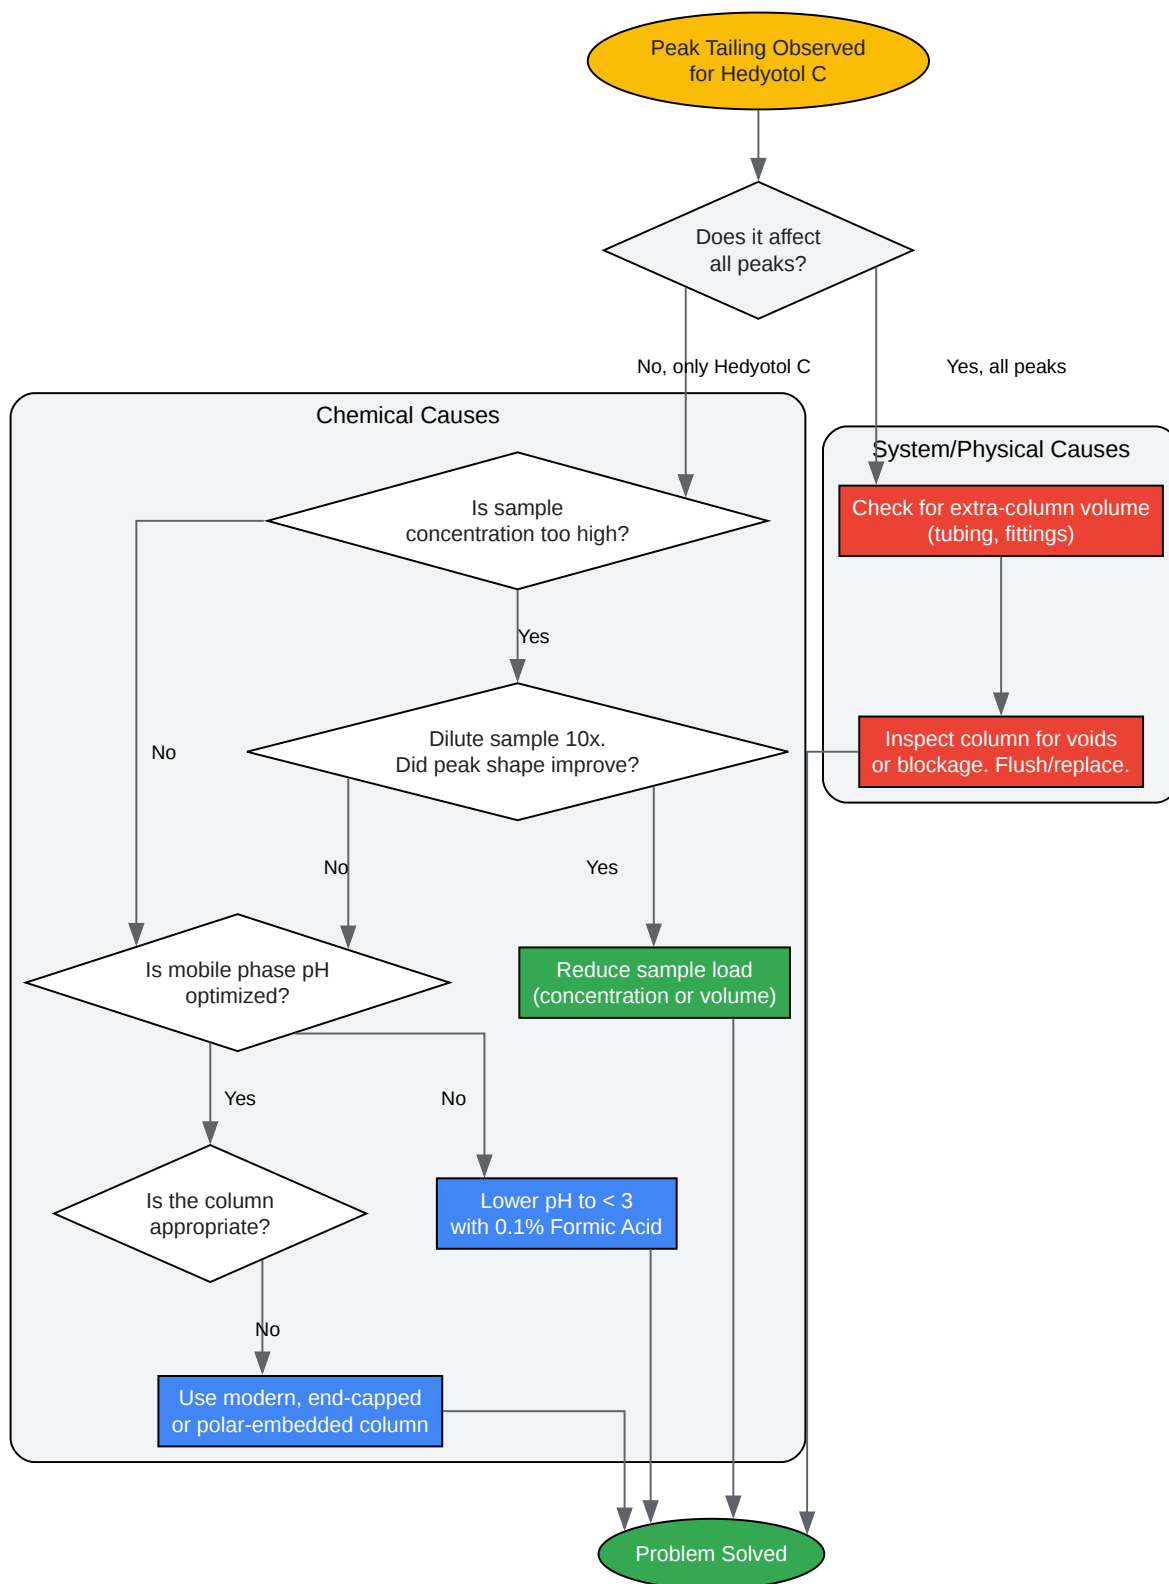 Peak Tailing Observed
for Hedyotol C
Does it affect
all peaks?
No, only Hedyotol C
Yes, all peaks
Chemical Causes
System/Physical Causes
Is sample
concentration too high?
Check for extra-column volume
(tubing, fittings)
Yes
No
Dilute sample 10x.
Did peak shape improve?
Inspect column for voids
or blockage. Flush/replace.
No
Yes
Is mobile phase pH
optimized?
Reduce sample load
(concentration or volume)
Yes
No
Is the column
appropriate?
Lower pH to < 3
with 0.1% Formic Acid
No
Use modern, end-capped
or polar-embedded column
Problem Solved